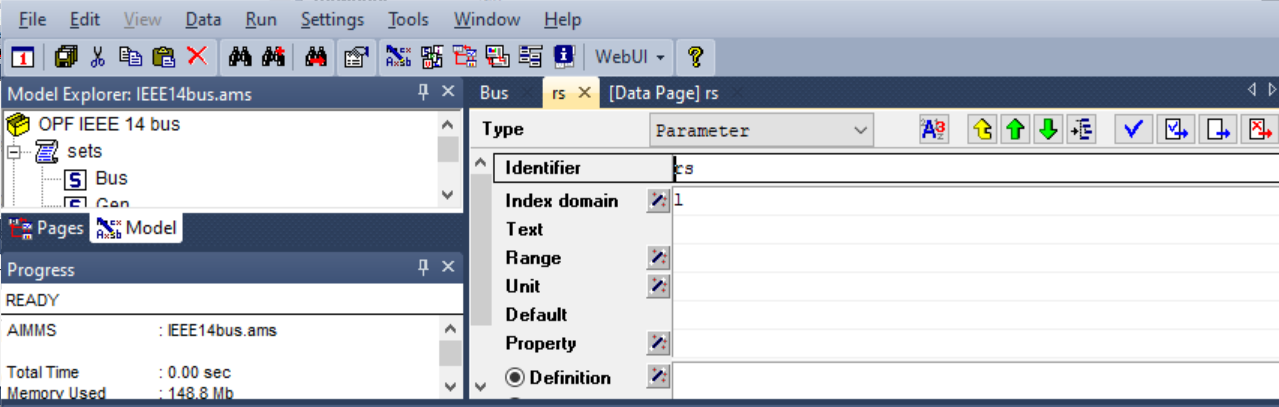 File Edit View Data Run Settings Tools Window Help
WebUI
Model Explorer: IEEE14bus.ams
OPF IEEE 14 bus
sets
Bus
Gen
Pages Model
Progress
READY
AIMMS : IEEE14bus.ams
Total Time : 0.00 sec
Memory Used : 148.8 Mb
Bus rs [Data Page] rs
Type Parameter
Identifier rs
Index domain l
Text
Range
Unit
Default
Property
Definition